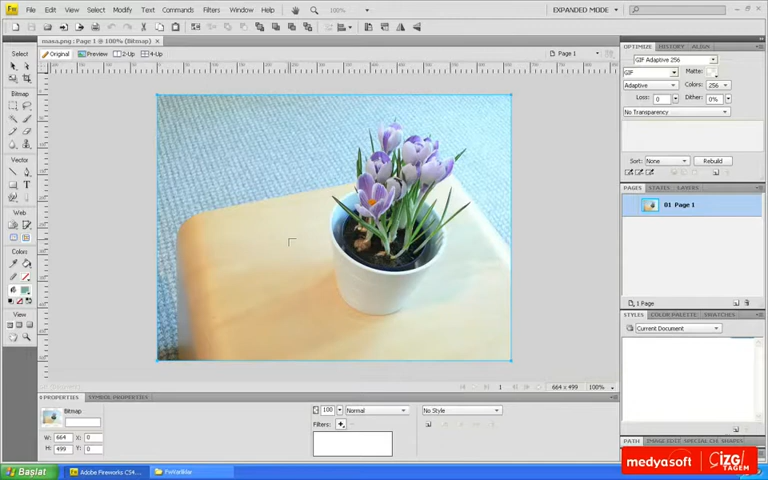 Fw File Edit View Select Modify Text Commands Filters Window Help 100% EXPANDED MODE
masa.png : Page 1 @ 100% (Bitmap)
Original Preview 2-Up 4-Up Page 1
Select
Bitmap
Vector
Web
Colors
View
OPTIMIZE HISTORY ALIGN
GIF Adaptive 256
GIF Matte:
Adaptive Colors: 256
Loss: 0 Dither: 0%
No Transparency
Sort: None Rebuild
PAGES STATES LAYERS
01 Page 1
1 Page
STYLES COLOR PALETTE SWATCHES
Current Document
1 664 x 499 100%
PROPERTIES SYMBOL PROPERTIES
Bitmap
100 Normal No Style
Filters:
W: 664 X: 0
H: 499 Y: 0
PATH
Başlat Adobe Fireworks CS4...
medyasoft ÇİZGİ TAGEM